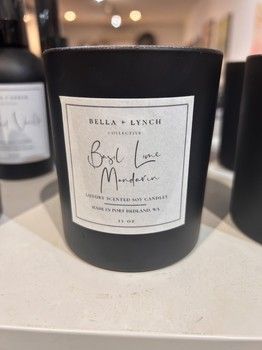 BELLA + LYNCH
COLLECTIVE
Basil Lime
Mandarin
LUXURY SCENTED SOY CANDLES
MADE IN PORT HEDLAND, WA